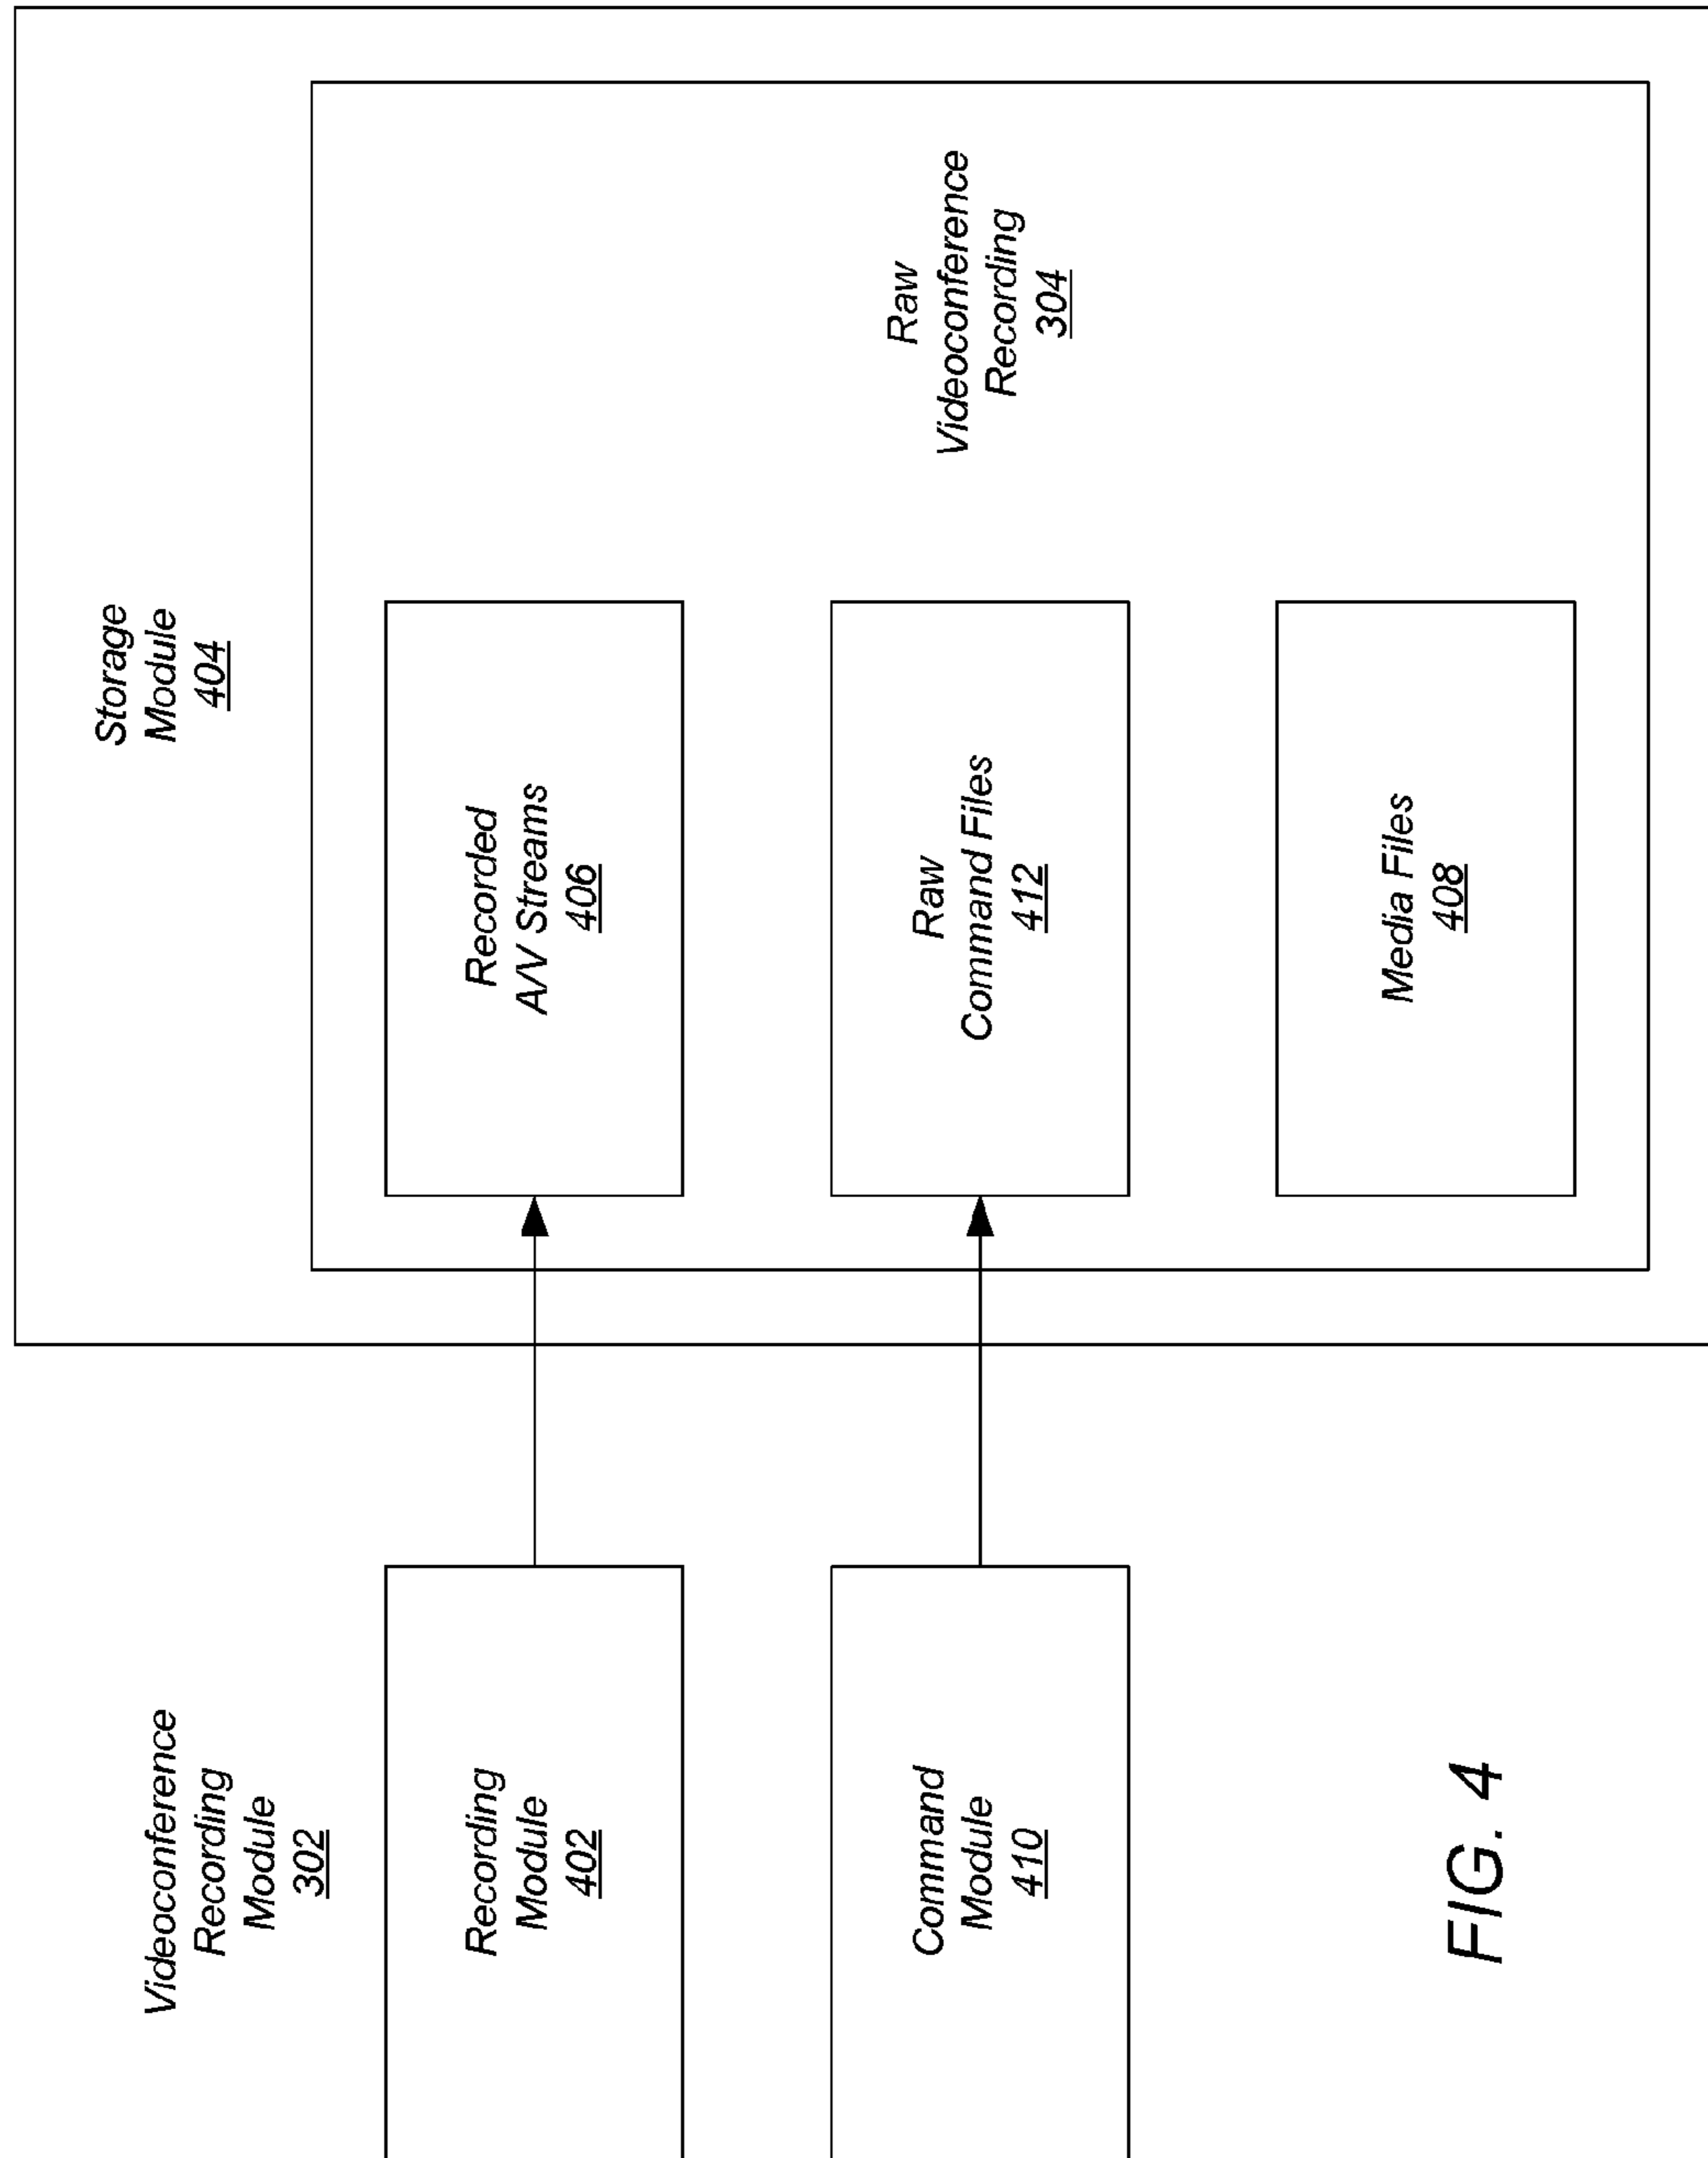 Videoconference
Recording
Module
302
Storage
Module
404
Recording
Module
402
Recorded
A/V Streams
406
Raw
Videoconference
Recording
304
Command
Module
410
Raw
Command Files
412
Media Files
408
FIG. 4